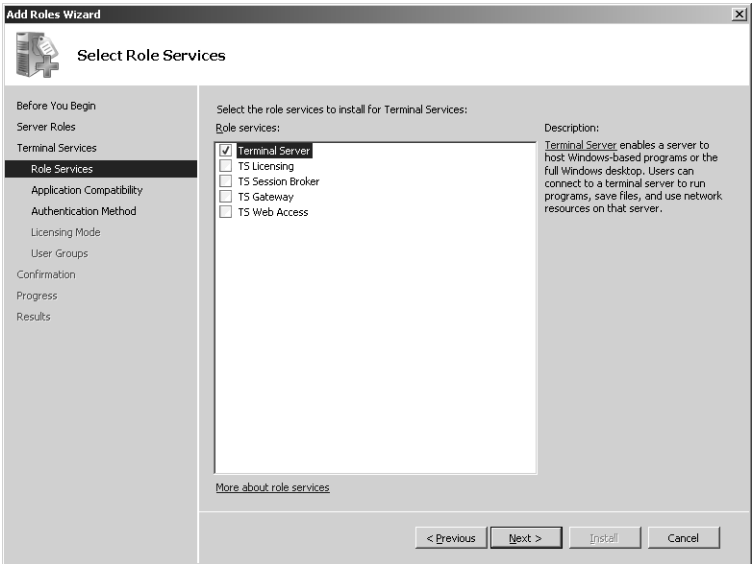 Add Roles Wizard
Select Role Services
Before You Begin
Server Roles
Terminal Services
Role Services
Application Compatibility
Authentication Method
Licensing Mode
User Groups
Confirmation
Progress
Results
Select the role services to install for Terminal Services:
Role services:
Terminal Server
TS Licensing
TS Session Broker
TS Gateway
TS Web Access
More about role services
Description:
Terminal Server enables a server to
host Windows-based programs or the
full Windows desktop. Users can
connect to a terminal server to run
programs, save files, and use network
resources on that server.
< Previous
Next >
Install
Cancel